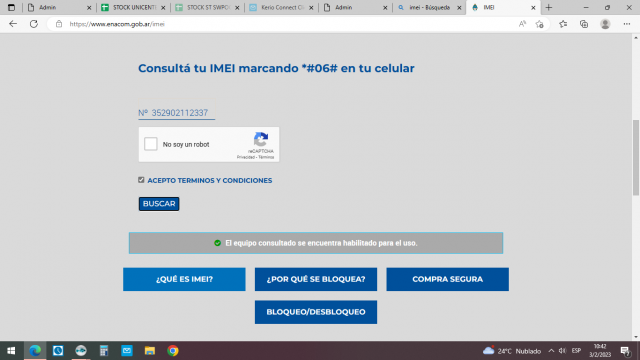 Admin
STOCK UNICENTI
STOCK ST SWPO
Kerio Connect Cli
Admin
imei - Búsqueda
IMEI
https://www.enacom.gob.ar/imei
Consultá tu IMEI marcando *#06# en tu celular
Nº 352902112337
No soy un robot
reCAPTCHA
Privacidad - Términos
ACEPTO TERMINOS Y CONDICIONES
BUSCAR
El equipo consultado se encuentra habilitado para el uso.
¿QUÉ ES IMEI?
¿POR QUÉ SE BLOQUEA?
COMPRA SEGURA
BLOQUEO/DESBLOQUEO
24°C Nublado
ESP
10:42
3/2/2023